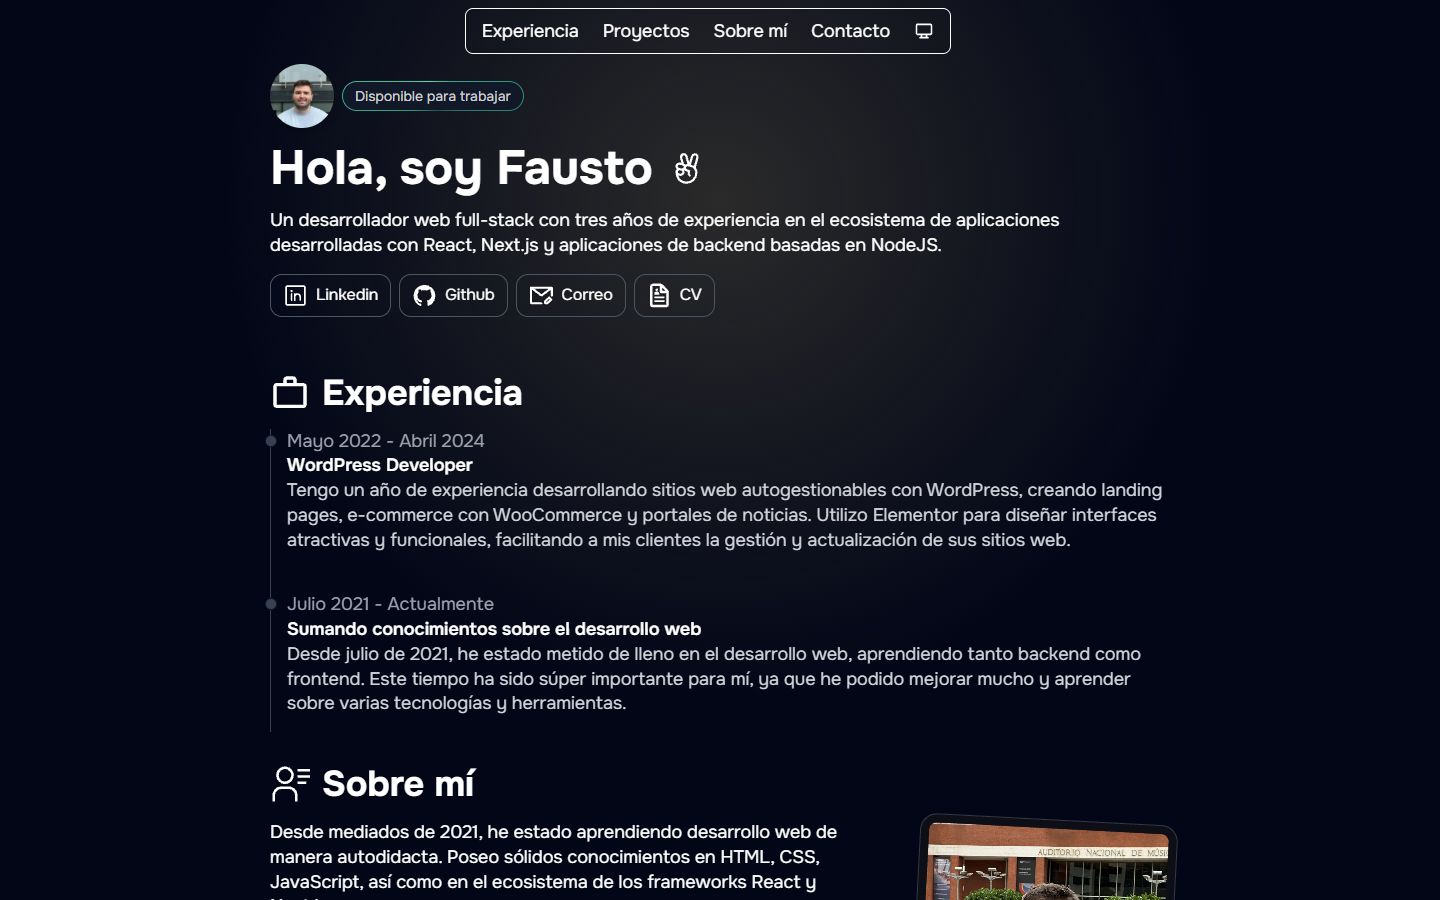 Experiencia Proyectos Sobre mí Contacto
Disponible para trabajar
Hola, soy Fausto
Un desarrollador web full-stack con tres años de experiencia en el ecosistema de aplicaciones
desarrolladas con React, Next.js y aplicaciones de backend basadas en NodeJS.
Linkedin Github Correo CV
Experiencia
Mayo 2022 - Abril 2024
WordPress Developer
Tengo un año de experiencia desarrollando sitios web autogestionables con WordPress, creando landing
pages, e-commerce con WooCommerce y portales de noticias. Utilizo Elementor para diseñar interfaces
atractivas y funcionales, facilitando a mis clientes la gestión y actualización de sus sitios web.
Julio 2021 - Actualmente
Sumando conocimientos sobre el desarrollo web
Desde julio de 2021, he estado metido de lleno en el desarrollo web, aprendiendo tanto backend como
frontend. Este tiempo ha sido súper importante para mí, ya que he podido mejorar mucho y aprender
sobre varias tecnologías y herramientas.
Sobre mí
Desde mediados de 2021, he estado aprendiendo desarrollo web de
manera autodidacta. Poseo sólidos conocimientos en HTML, CSS,
JavaScript, así como en el ecosistema de los frameworks React y
AUDITORIO NACIONAL DE MÚSIC